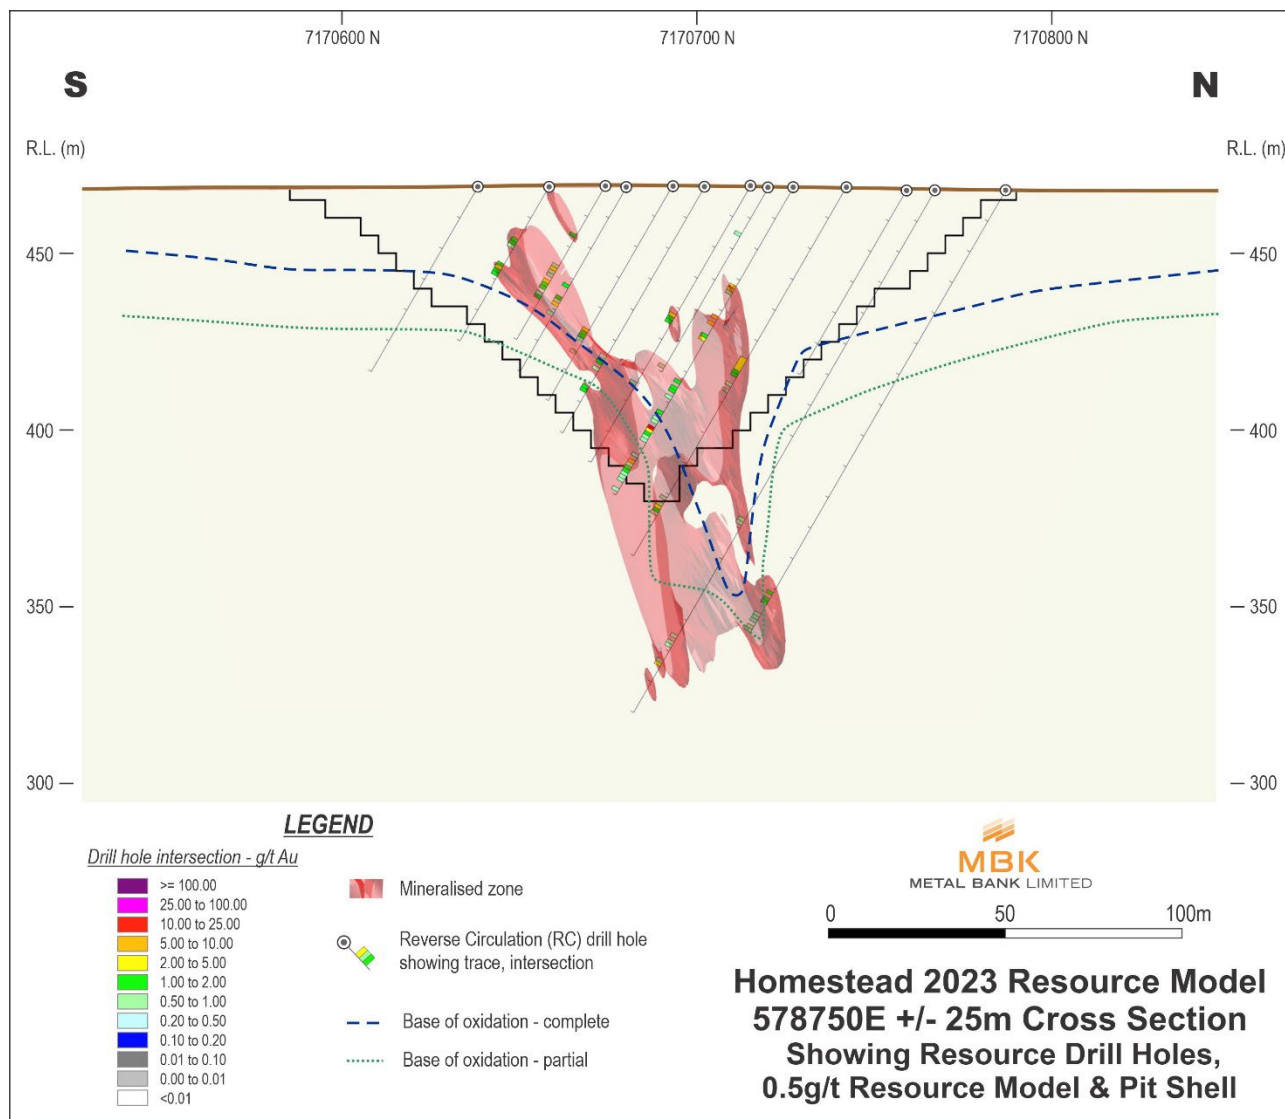 7170600 N 7170700 N 7170800 N
S N
R.L. (m) R.L. (m)
450 450
400 400
350 350
300 300
LEGEND
Drill hole intersection - g/t Au
>= 100.00
25.00 to 100.00
10.00 to 25.00
5.00 to 10.00
2.00 to 5.00
1.00 to 2.00
0.50 to 1.00
0.20 to 0.50
0.10 to 0.20
0.01 to 0.10
0.00 to 0.01
<0.01
Mineralised zone
Reverse Circulation (RC) drill hole
showing trace, intersection
Base of oxidation - complete
Base of oxidation - partial
MBK
METAL BANK LIMITED
0 50 100m
Homestead 2023 Resource Model
578750E +/- 25m Cross Section
Showing Resource Drill Holes,
0.5g/t Resource Model & Pit Shell